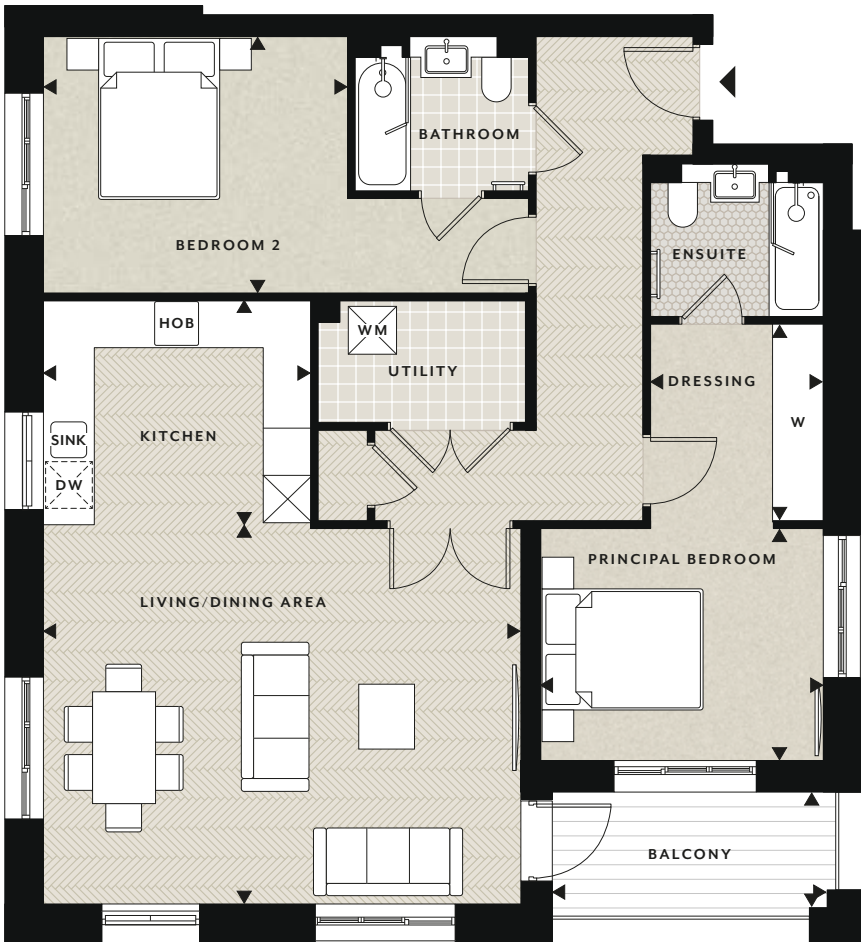 BATHROOM
BEDROOM 2
ENSUITE
HOB
WM
UTILITY
DRESSING
W
KITCHEN
SINK
DW
PRINCIPAL BEDROOM
LIVING/DINING AREA
BALCONY